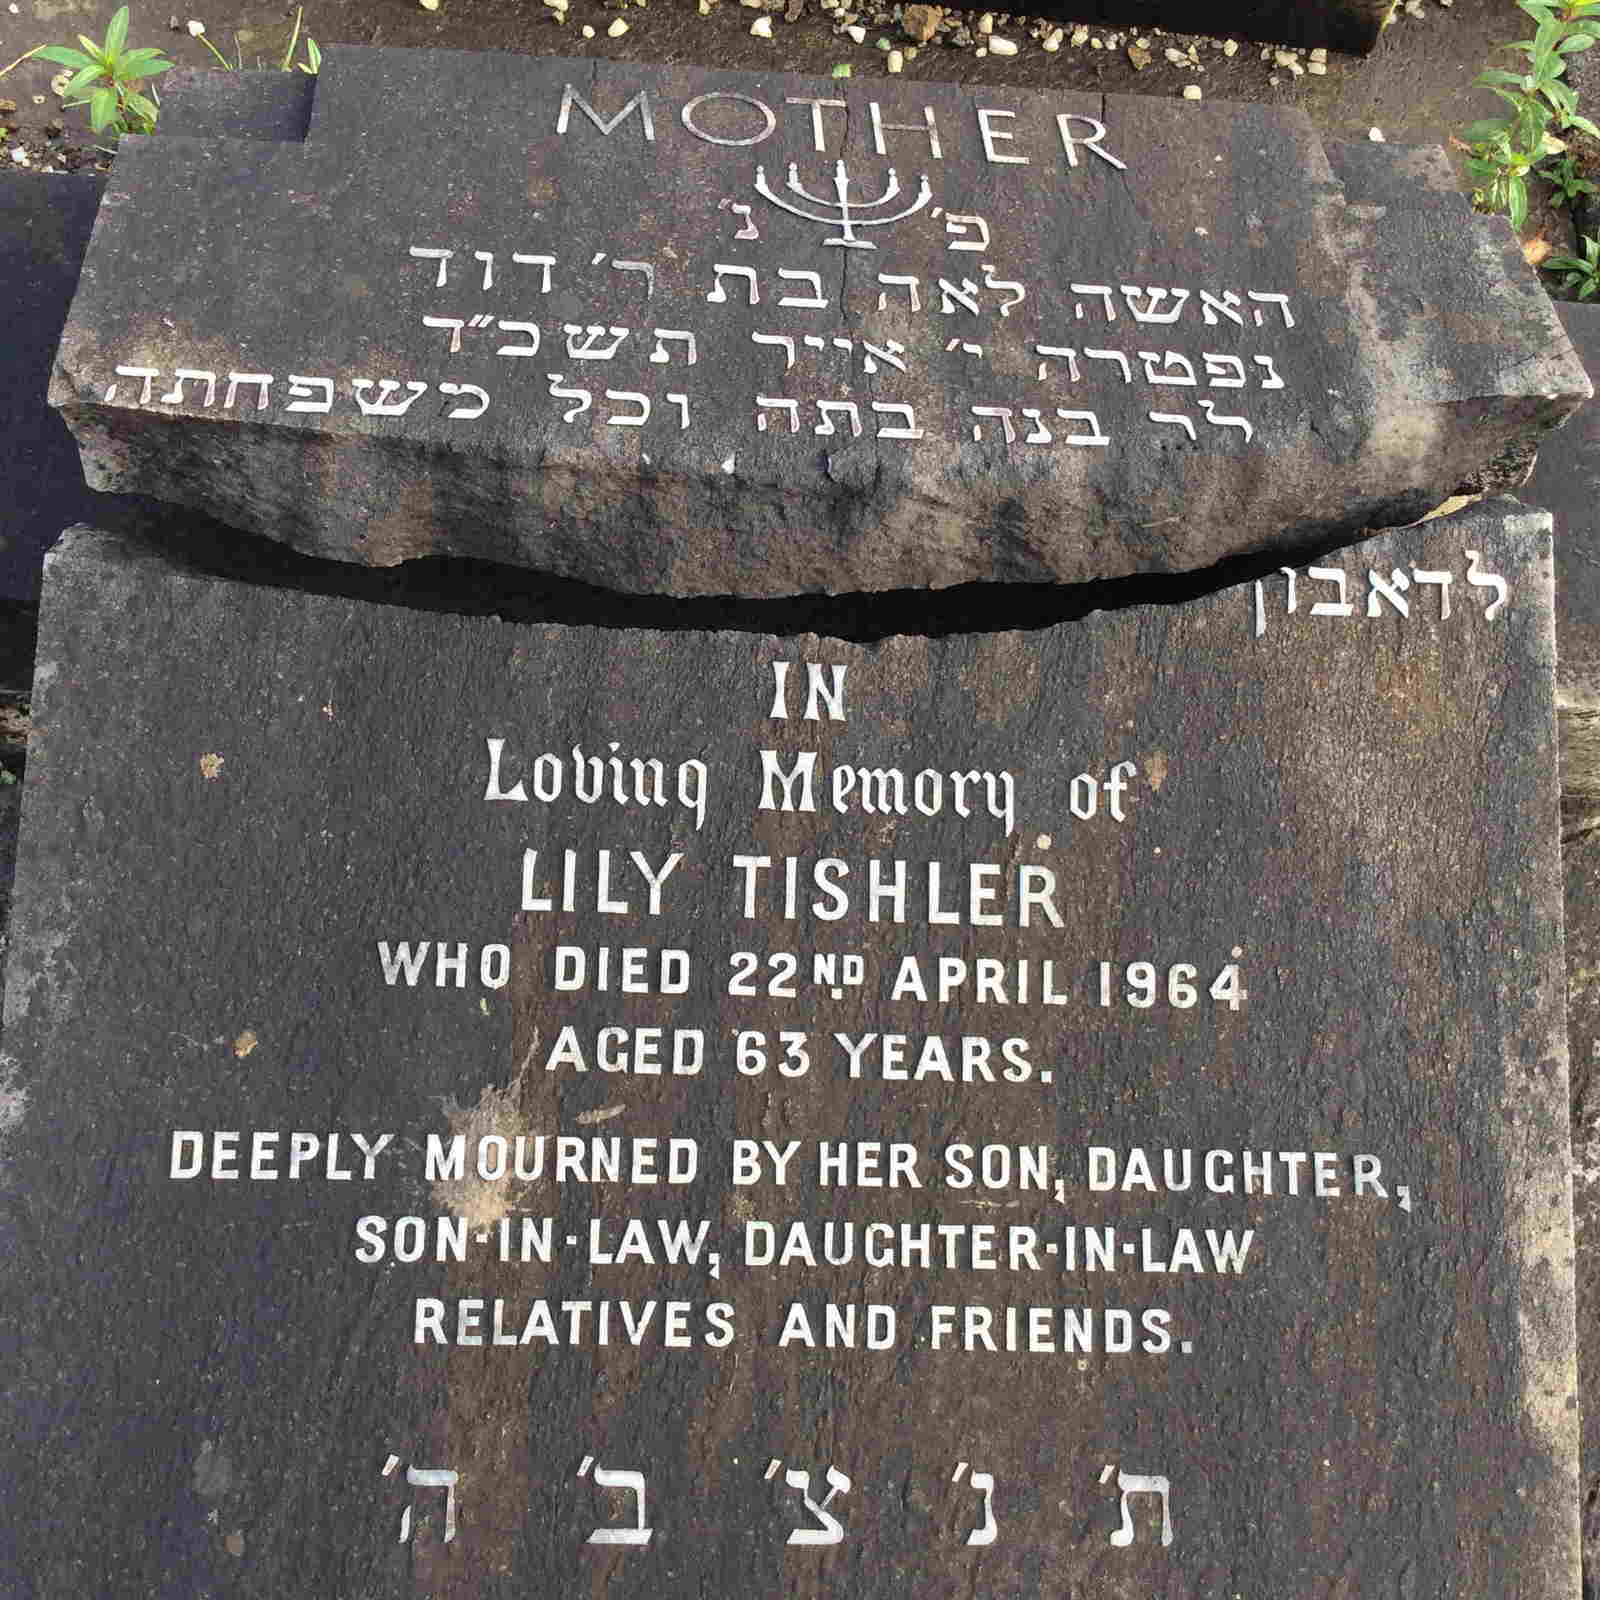 MOTHER
פ' נ'
האשה לאה בת ר' דוד
נפטרה י' אייר תשכ"ד
לר בנה בתה וכל משפחתה
לדאבון
IN
Loving Memory of
LILY TISHLER
WHO DIED 22ND APRIL 1964
AGED 63 YEARS.
DEEPLY MOURNED BY HER SON, DAUGHTER,
SON-IN-LAW, DAUGHTER-IN-LAW
RELATIVES AND FRIENDS.
ת' נ' צ' ב' ה'